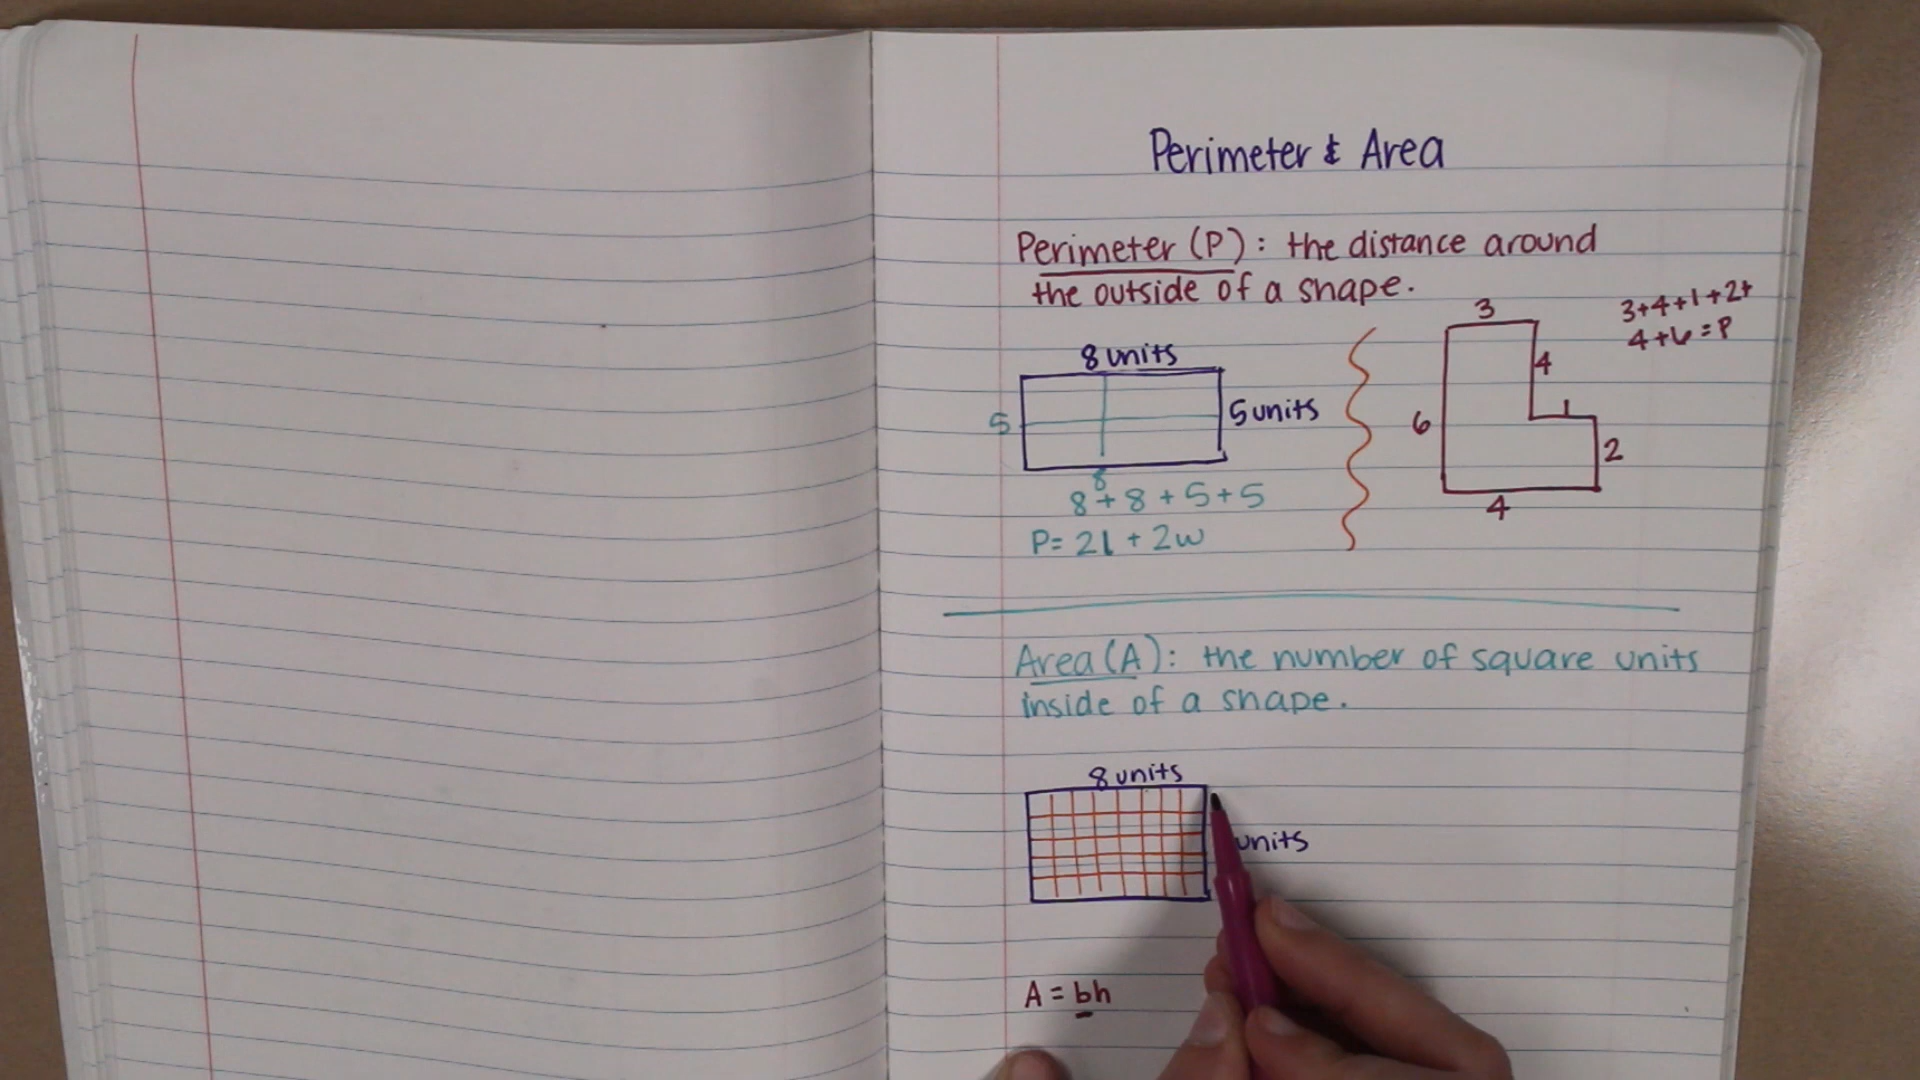 Perimeter & Area
Perimeter (P): the distance around
the outside of a shape.
8 units
5
5 units
8
8 + 8 + 5 + 5
P = 2l + 2w
3
4
1
6
2
4
3+4+1+2+
4+6=P
Area (A): the number of square units
inside of a shape.
8 units
units
A = bh